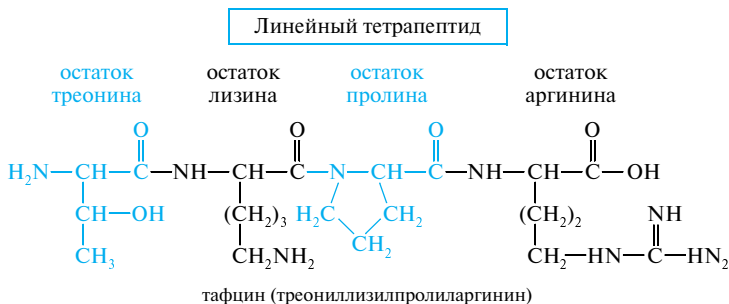 Линейный тетрапептид
остаток треонина
остаток лизина
остаток пролина
остаток аргинина
O O O O
H₂N—CH—C—NH—CH—C—N—CH—C—NH—CH—C—OH
CH—OH (CH₂)₃ H₂C CH₂ (CH₂)₂ NH
CH₃ CH₂NH₂ CH₂ CH₂—HN—C—HN₂
тафцин (треониллизилпролиларгинин)